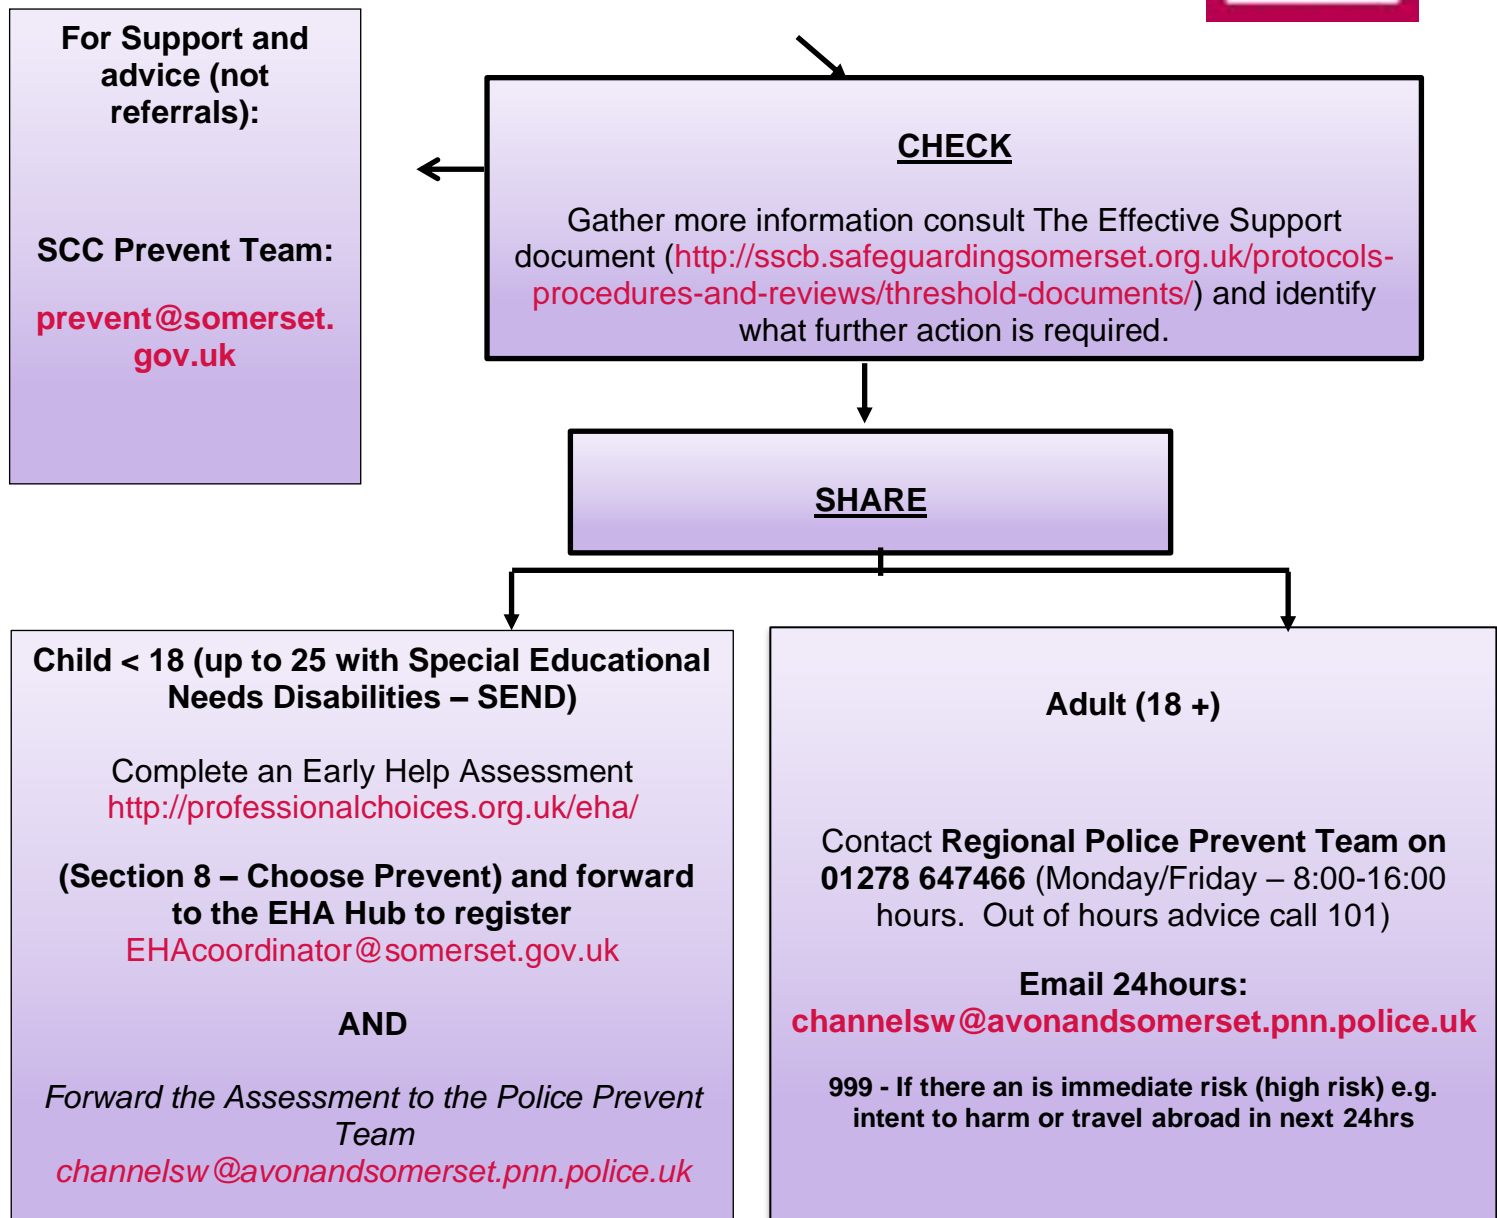 For Support and
advice (not
referrals):
SCC Prevent Team:
prevent@somerset.
gov.uk
CHECK
Gather more information consult The Effective Support
document (http://sscb.safeguardingsomerset.org.uk/protocols-
procedures-and-reviews/threshold-documents/) and identify
what further action is required.
SHARE
Child < 18 (up to 25 with Special Educational
Needs Disabilities – SEND)
Complete an Early Help Assessment
http://professionalchoices.org.uk/eha/
(Section 8 – Choose Prevent) and forward
to the EHA Hub to register
EHAcoordinator@somerset.gov.uk
AND
Forward the Assessment to the Police Prevent
Team
channelsw@avonandsomerset.pnn.police.uk
Adult (18 +)
Contact Regional Police Prevent Team on
01278 647466 (Monday/Friday – 8:00-16:00
hours.  Out of hours advice call 101)
Email 24hours:
channelsw@avonandsomerset.pnn.police.uk
999 - If there an is immediate risk (high risk) e.g.
intent to harm or travel abroad in next 24hrs